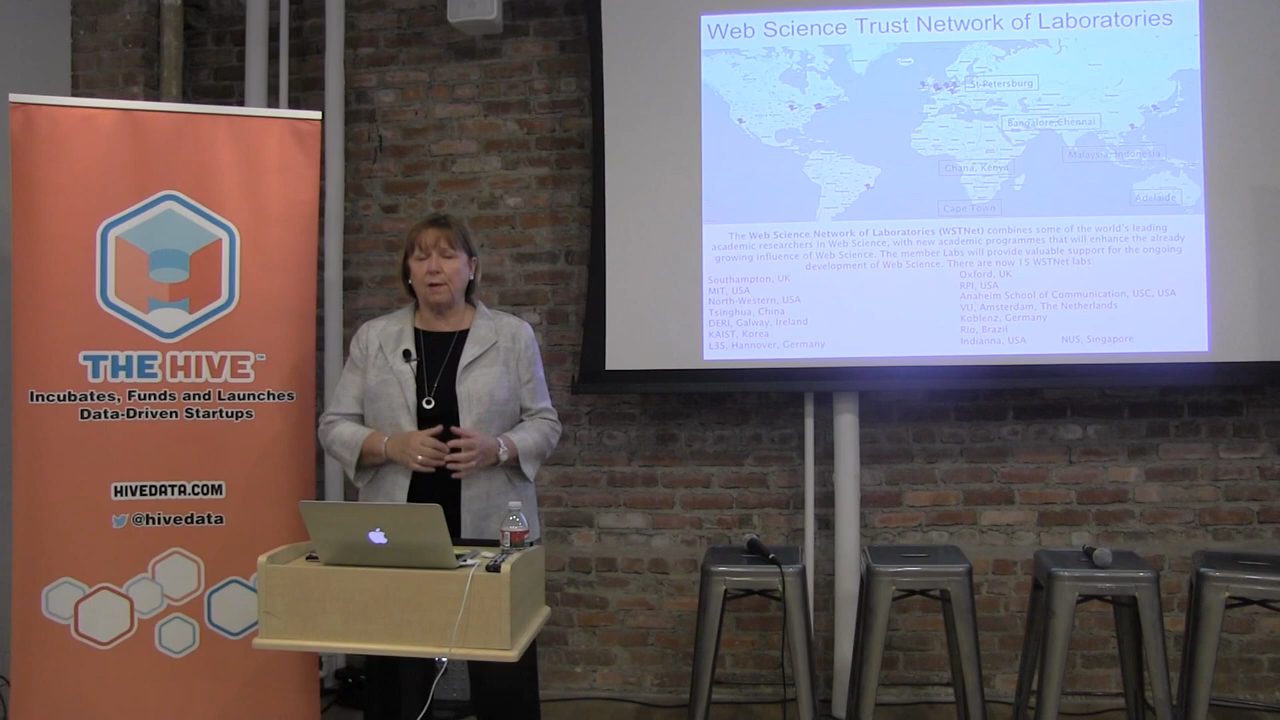 THE HIVE™
Incubates, Funds and Launches
Data-Driven Startups
HIVEDATA.COM
@hivedata
Web Science Trust Network of Laboratories
St-Petersburg
Bangalore,Chennai
Malaysia, Indonesia
Ghana, Kenya
Adelaide
Cape Town
The Web Science Network of Laboratories (WSTNet) combines some of the world's leading
academic researchers in Web Science, with new academic programmes that will enhance the already
growing influence of Web Science. The member Labs will provide valuable support for the ongoing
development of Web Science. There are now 15 WSTNet labs:
Southampton, UK
MIT, USA
North-Western, USA
Tsinghua, China
DERI, Galway, Ireland
KAIST, Korea
L3S, Hannover, Germany
Oxford, UK
RPI, USA
Anaheim School of Communication, USC, USA
VU, Amsterdam, The Netherlands
Koblenz, Germany
Rio, Brazil
Indianna, USA NUS, Singapore